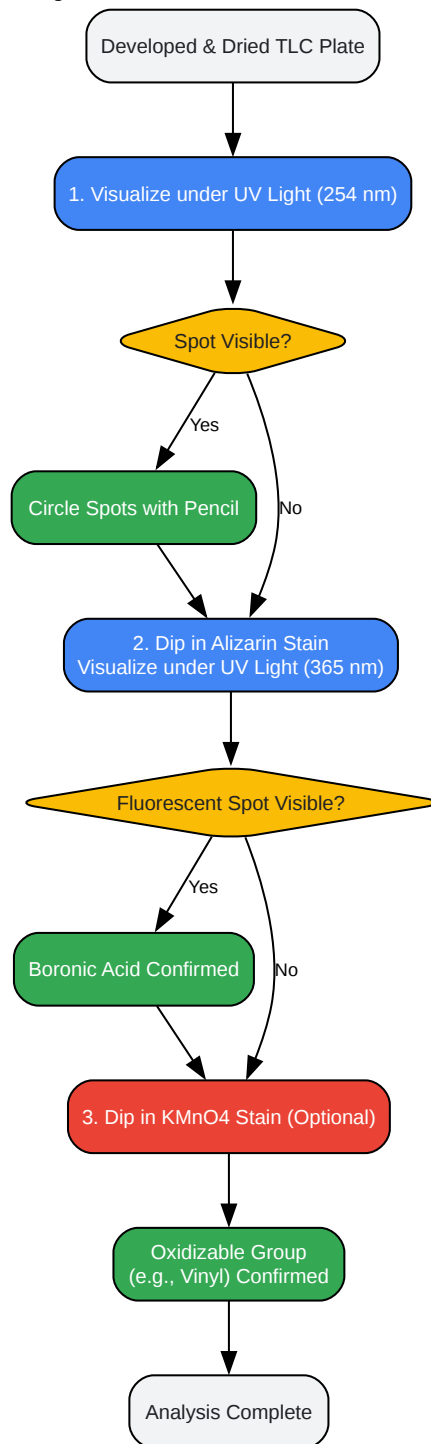 Developed & Dried TLC Plate
1. Visualize under UV Light (254 nm)
Spot Visible?
Yes
Circle Spots with Pencil
No
2. Dip in Alizarin Stain
Visualize under UV Light (365 nm)
Fluorescent Spot Visible?
Yes
Boronic Acid Confirmed
No
3. Dip in KMnO4 Stain (Optional)
Oxidizable Group
(e.g., Vinyl) Confirmed
Analysis Complete